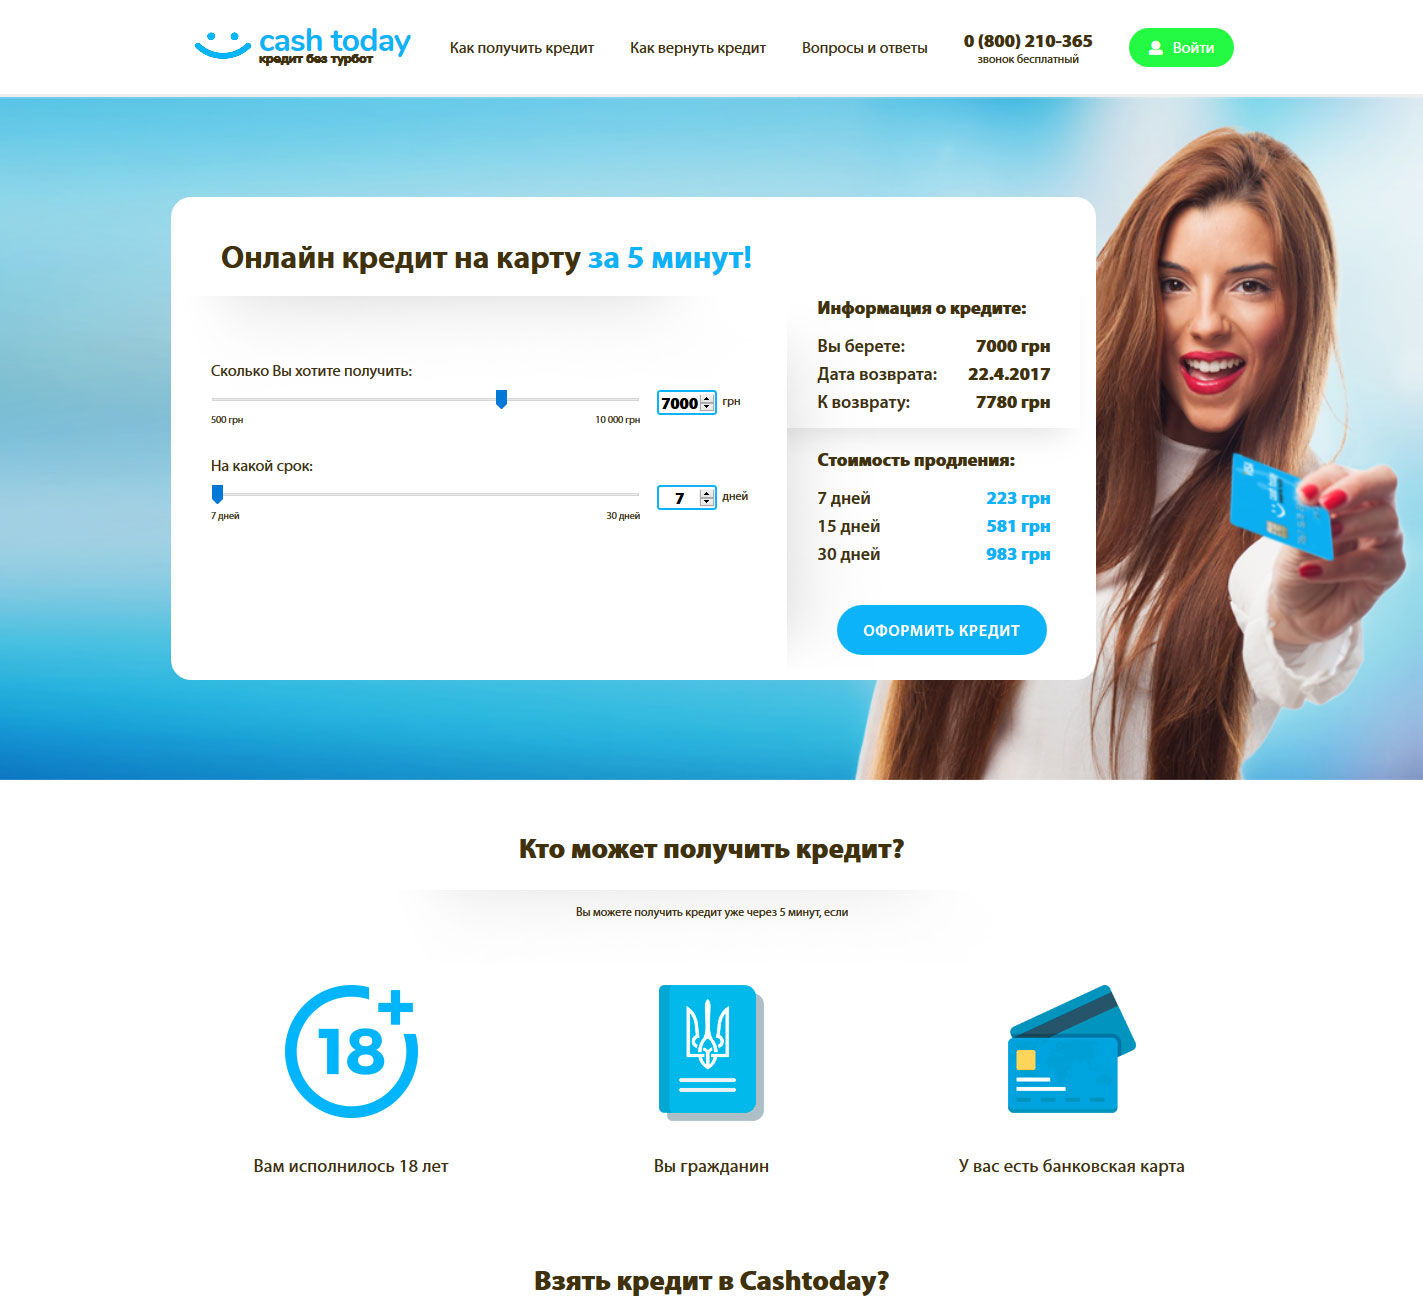 cash today
кредит без турбот
Как получить кредит
Как вернуть кредит
Вопросы и ответы
0 (800) 210-365
звонок бесплатный
Войти
Онлайн кредит на карту за 5 минут!
Сколько Вы хотите получить:
7000 грн
500 грн
10 000 грн
На какой срок:
7 дней
7 дней
30 дней
Информация о кредите:
Вы берете: 7000 грн
Дата возврата: 22.4.2017
К возврату: 7780 грн
Стоимость продления:
7 дней 223 грн
15 дней 581 грн
30 дней 983 грн
ОФОРМИТЬ КРЕДИТ
Кто может получить кредит?
Вы можете получить кредит уже через 5 минут, если
18+
Вам исполнилось 18 лет
Вы гражданин
У вас есть банковская карта
Взять кредит в Cashtoday?